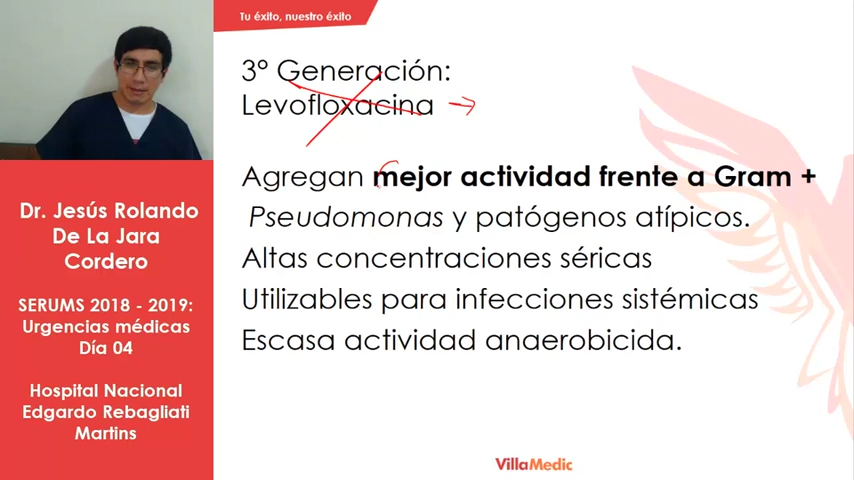 Tu éxito, nuestro éxito
3° Generación:
Levofloxacina
Agregan mejor actividad frente a Gram +
Pseudomonas y patógenos atípicos.
Altas concentraciones séricas
Utilizables para infecciones sistémicas
Escasa actividad anaerobicida.
Dr. Jesús Rolando
De La Jara
Cordero
SERUMS 2018 - 2019:
Urgencias médicas
Día 04
Hospital Nacional
Edgardo Rebagliati
Martins
VillaMedic